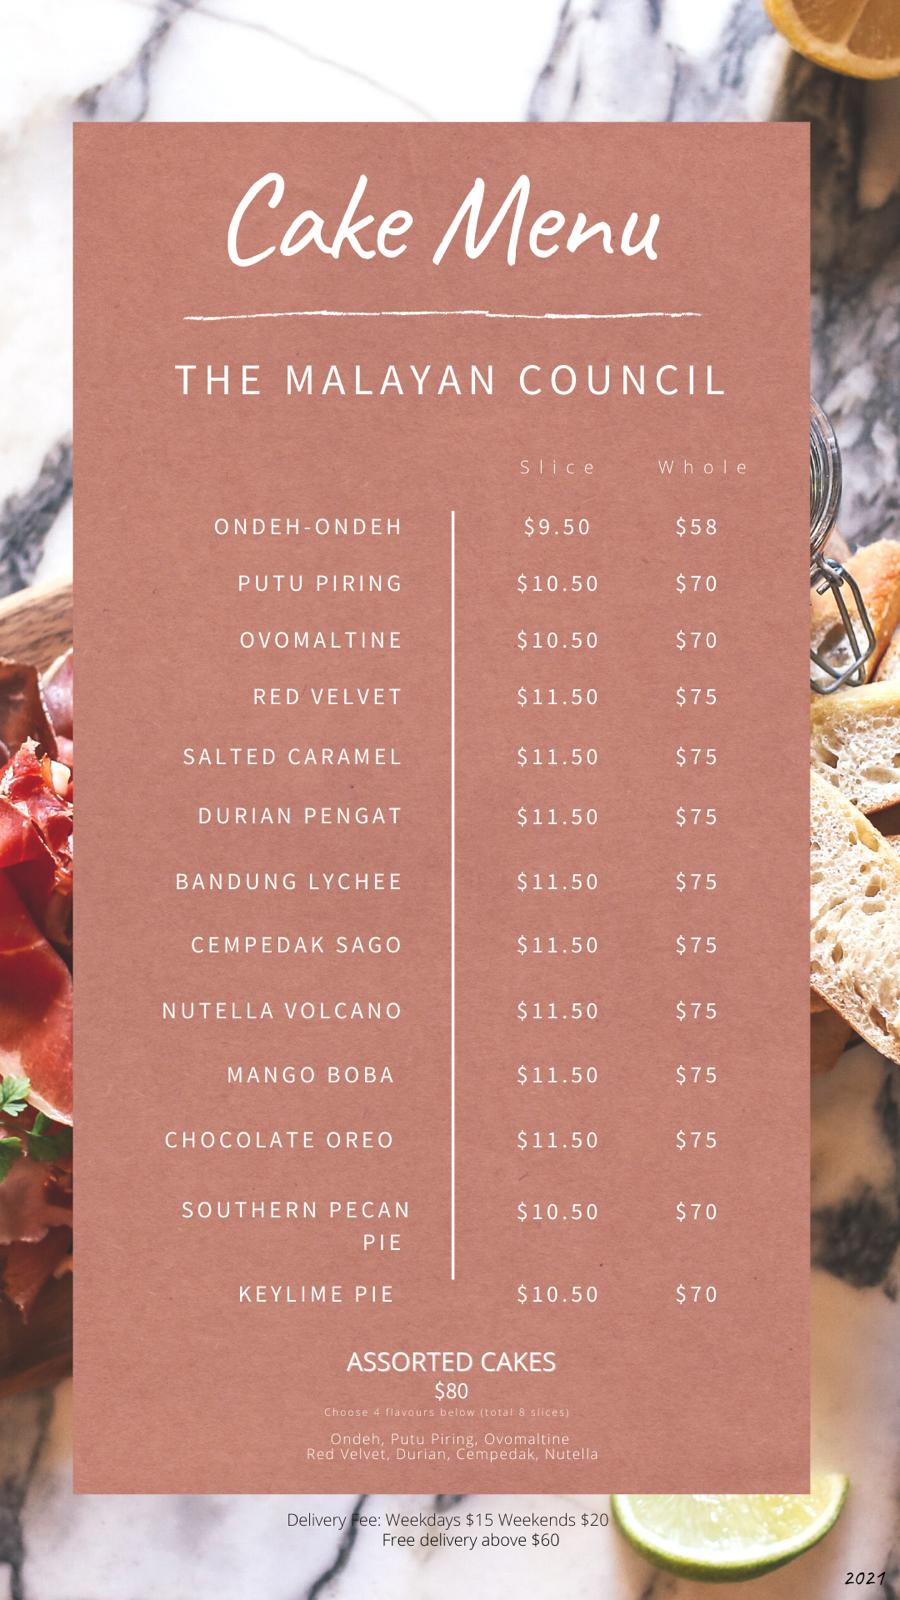 Cake Menu
THE MALAYAN COUNCIL
Slice Whole
ONDEH-ONDEH $9.50 $58
PUTU PIRING $10.50 $70
OVOMALTINE $10.50 $70
RED VELVET $11.50 $75
SALTED CARAMEL $11.50 $75
DURIAN PENGAT $11.50 $75
BANDUNG LYCHEE $11.50 $75
CEMPEDAK SAGO $11.50 $75
NUTELLA VOLCANO $11.50 $75
MANGO BOBA $11.50 $75
CHOCOLATE OREO $11.50 $75
SOUTHERN PECAN $10.50 $70
PIE
KEYLIME PIE $10.50 $70
ASSORTED CAKES
$80
Choose 4 flavours below (total 8 slices)
Ondeh, Putu Piring, Ovomaltine
Red Velvet, Durian, Cempedak, Nutella
Delivery Fee: Weekdays $15 Weekends $20
Free delivery above $60
2021